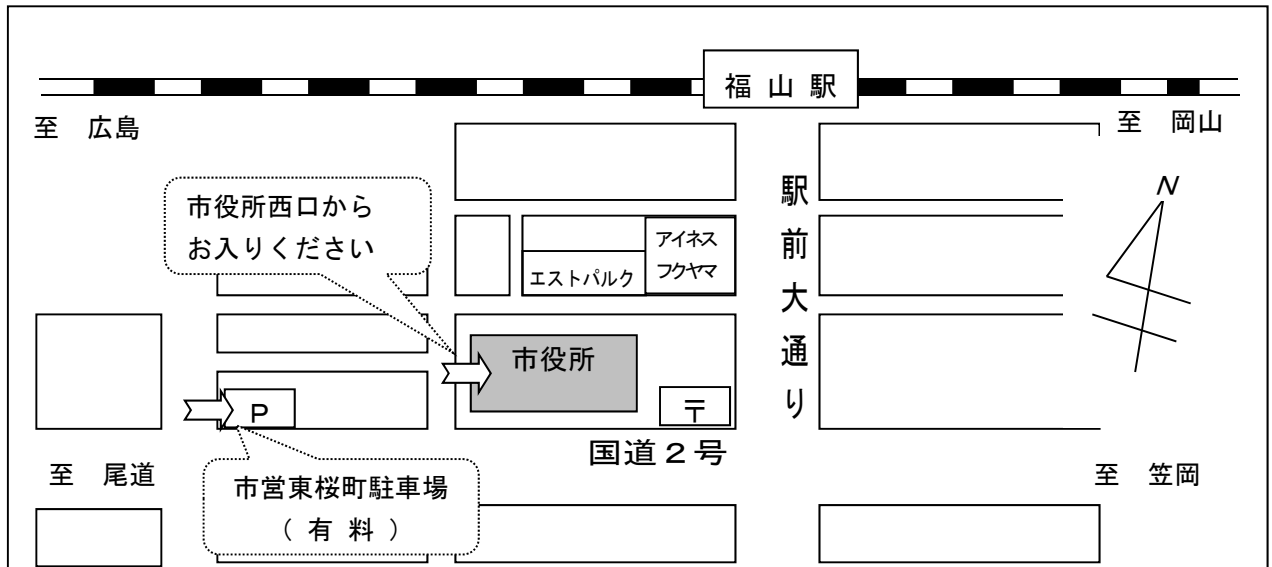 福 山 駅
至 広島
至 岡山
市役所西口から
お入りください
駅前大通り
N
アイネス
フクヤマ
エストパルク
市役所
P
〒
国道２号
至 尾道
至 笠岡
市営東桜町駐車場
（ 有 料 ）